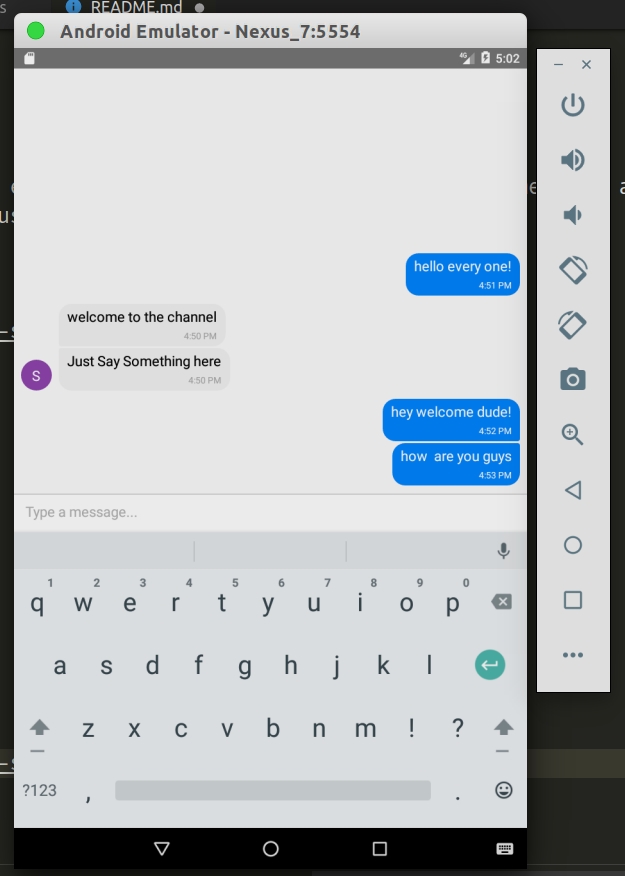 README.md
Android Emulator - Nexus_7:5554
4G 5:02
hello every one!
4:51 PM
welcome to the channel
4:50 PM
Just Say Something here
S
4:50 PM
hey welcome dude!
4:52 PM
how  are you guys
4:53 PM
Type a message...
1 2 3 4 5 6 7 8 9 0
q w e r t y u i o p
a s d f g h j k l
z x c v b n m ! ?
?123 , .